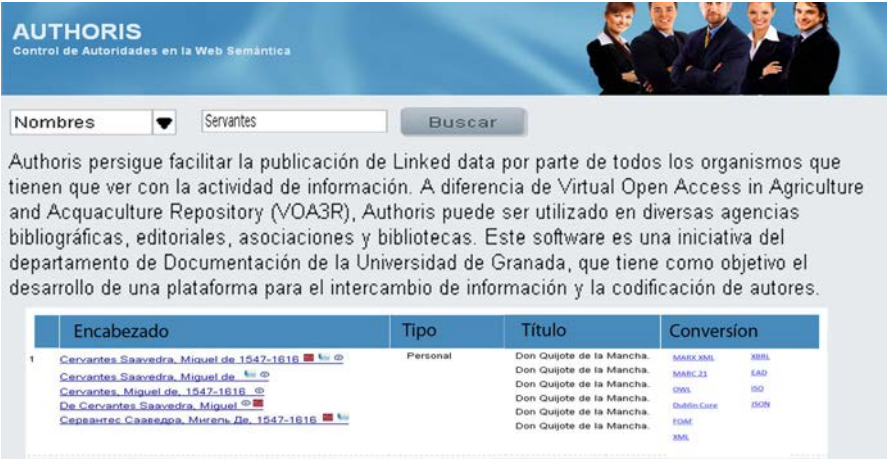 AUTHORIS
Control de Autoridades en la Web Semántica
Nombres Servantes Buscar
Authoris persigue facilitar la publicación de Linked data por parte de todos los organismos que
tienen que ver con la actividad de información. A diferencia de Virtual Open Access in Agriculture
and Acquaculture Repository (VOA3R), Authoris puede ser utilizado en diversas agencias
bibliográficas, editoriales, asociaciones y bibliotecas. Este software es una iniciativa del
departamento de Documentación de la Universidad de Granada, que tiene como objetivo el
desarrollo de una plataforma para el intercambio de información y la codificación de autores.
Encabezado Tipo Título Conversíon
1 Cervantes Saavedra, Miguel de 1547-1616 Personal Don Quijote de la Mancha. MARX XML XBRL
Cervantes Saavedra, Miguel de Don Quijote de la Mancha. MARC 21 EAD
Cervantes, Miguel de, 1547-1616 Don Quijote de la Mancha. OWL ISO
De Cervantes Saavedra, Miguel Don Quijote de la Mancha. Dublin Core JSON
Сервантес Сааведра, Мигель Де, 1547-1616 Don Quijote de la Mancha. FOAF
Don Quijote de la Mancha. XML